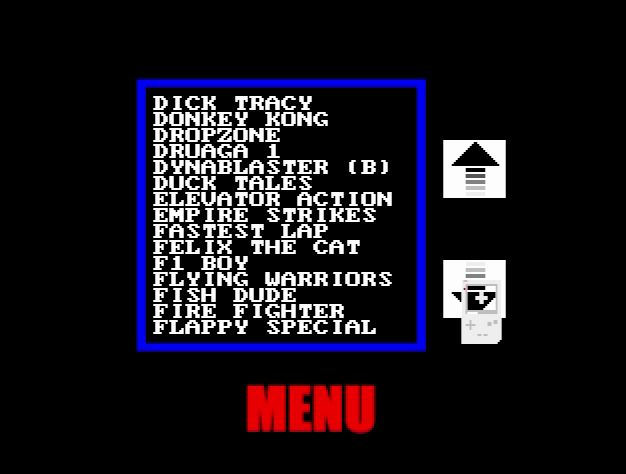 DICK TRACY
DONKEY KONG
DROPZONE
DRUAGA 1
DYNABLASTER (B)
DUCK TALES
ELEVATOR ACTION
EMPIRE STRIKES
FASTEST LAP
FELIX THE CAT
F1 BOY
FLYING WARRIORS
FISH DUDE
FIRE FIGHTER
FLAPPY SPECIAL
MENU